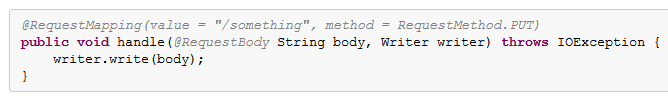 @RequestMapping(value = "/something", method = RequestMethod.PUT)
public void handle(@RequestBody String body, Writer writer) throws IOException {
    writer.write(body);
}